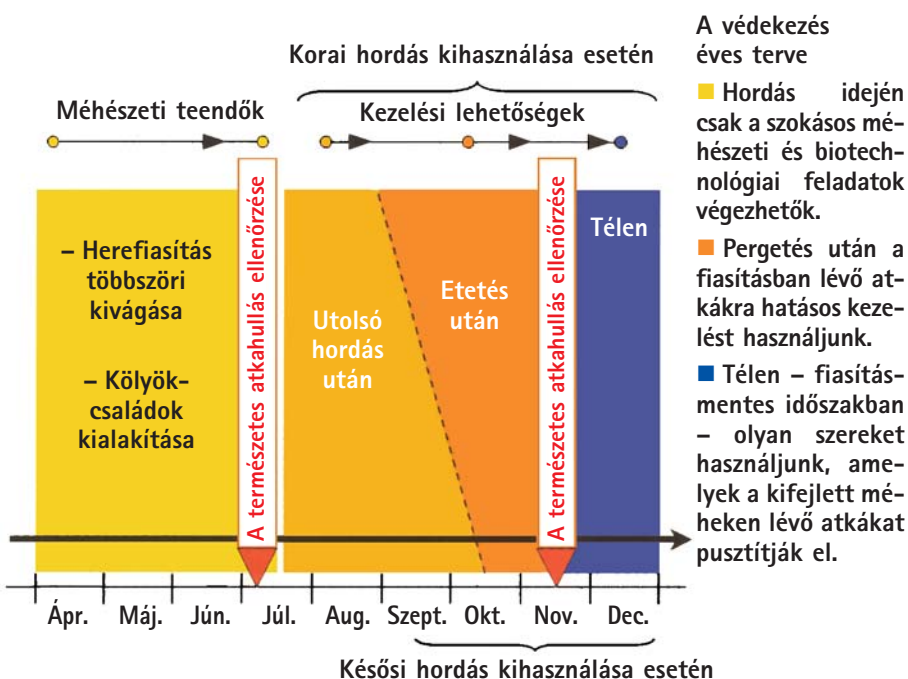 Korai hordás kihasználása esetén
Méhészeti teendők
Kezelési lehetőségek
– Herefiasítás
többszöri
kivágása
– Kölyök-
családok
kialakítása
A természetes atkahullás ellenőrzése
Utolsó
hordás
után
Etetés
után
A természetes atkahullás ellenőrzése
Télen
Ápr. Máj. Jún. Júl. Aug. Szept. Okt. Nov. Dec.
Késősi hordás kihasználása esetén
A védekezés
éves terve
Hordás idején
csak a szokásos mé-
hészeti és biotech-
nológiai feladatok
végezhetők.
Pergetés után a
fiasításban lévő at-
kákra hatásos keze-
lést használjunk.
Télen – fiasítás-
mentes időszakban
– olyan szereket
használjunk, ame-
lyek a kifejlett mé-
heken lévő atkákat
pusztítják el.